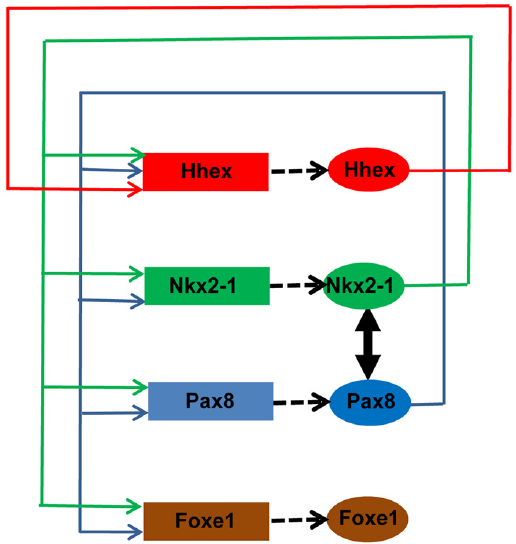 Hhex Hhex
Nkx2-1 Nkx2-1
Pax8 Pax8
Foxe1 Foxe1